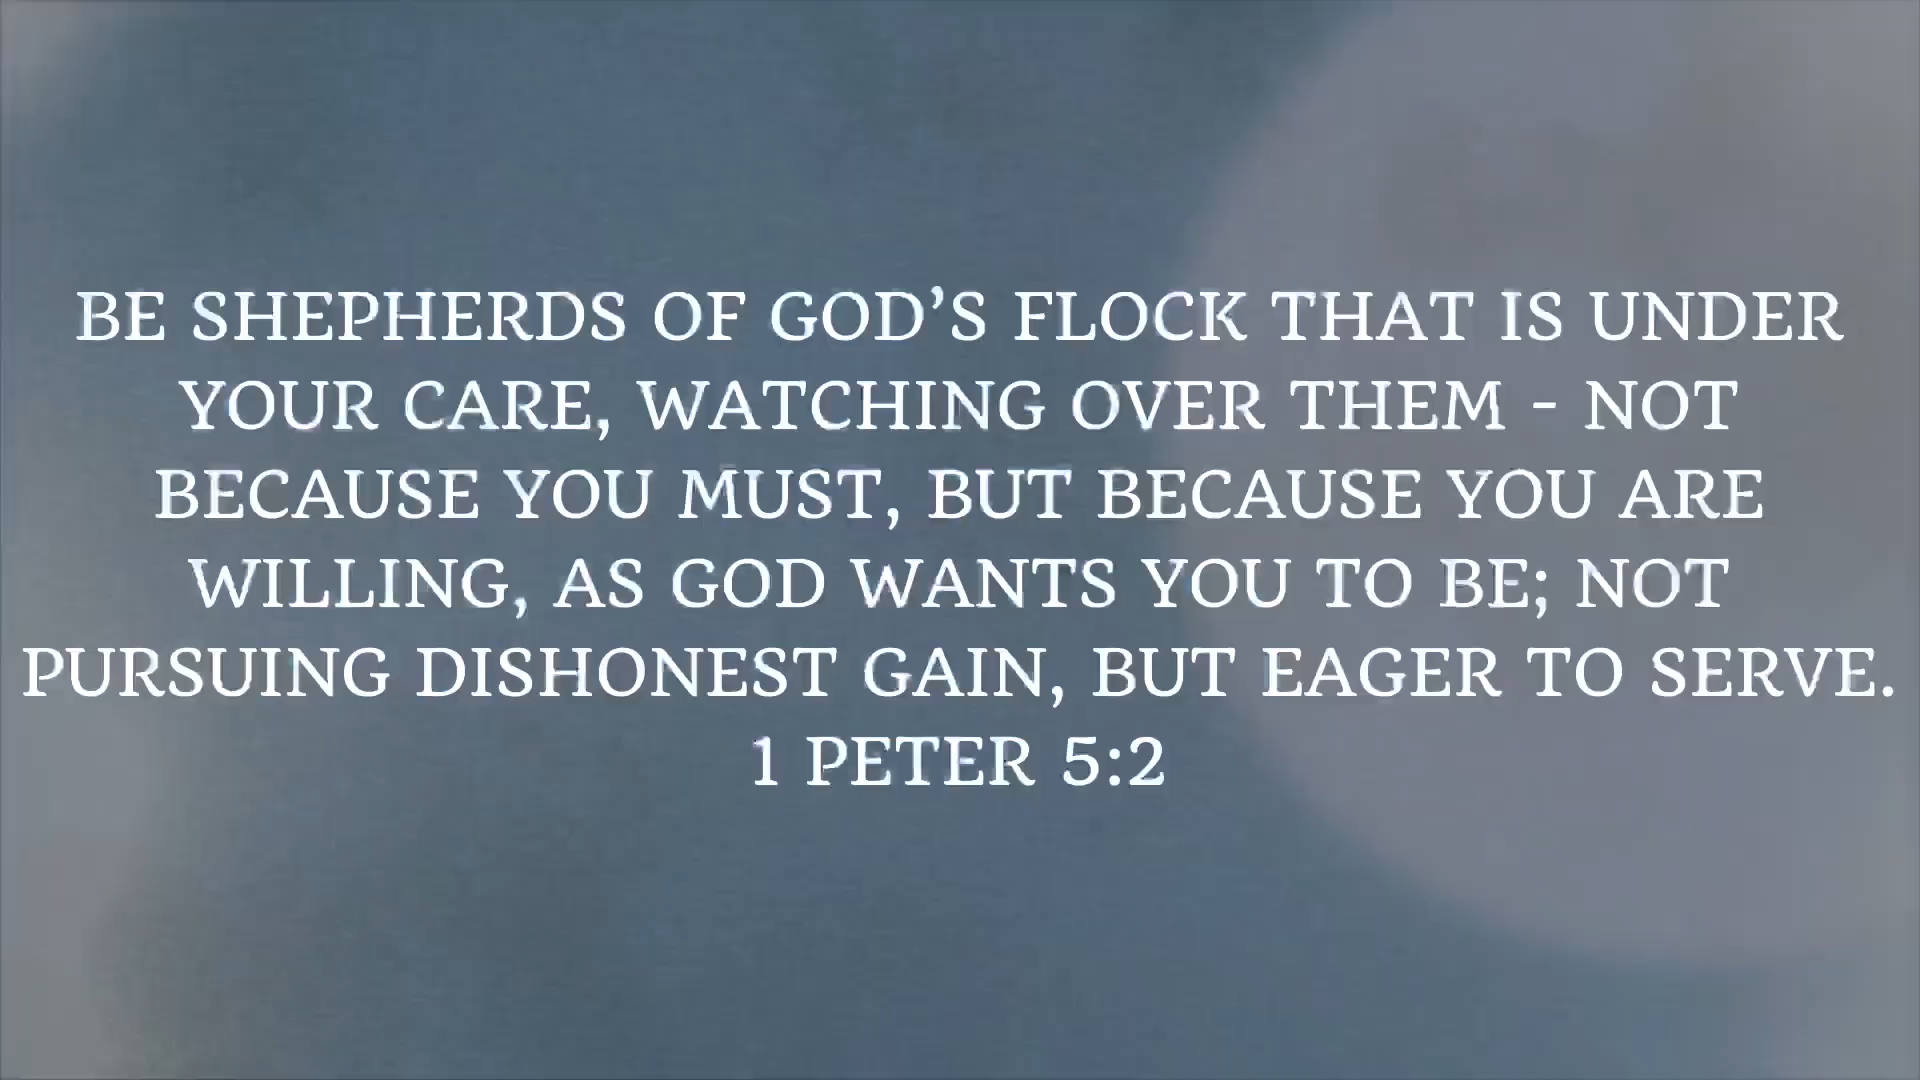 BE SHEPHERDS OF GOD’S FLOCK THAT IS UNDER
YOUR CARE, WATCHING OVER THEM - NOT
BECAUSE YOU MUST, BUT BECAUSE YOU ARE
WILLING, AS GOD WANTS YOU TO BE; NOT
PURSUING DISHONEST GAIN, BUT EAGER TO SERVE.
1 PETER 5:2